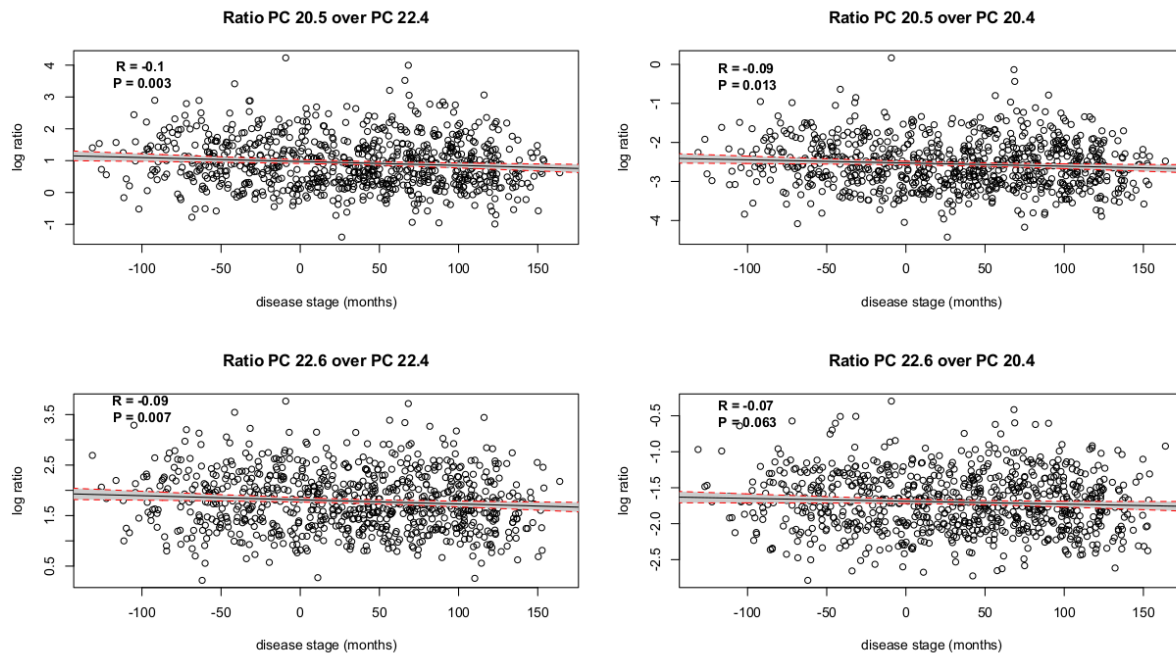 Ratio PC 20.5 over PC 22.4
R = -0.1
P = 0.003
log ratio
4
3
2
1
0
-1
-100
-50
0
50
100
150
disease stage (months)
Ratio PC 20.5 over PC 20.4
R = -0.09
P = 0.013
log ratio
0
-1
-2
-3
-4
-100
-50
0
50
100
150
disease stage (months)
Ratio PC 22.6 over PC 22.4
R = -0.09
P = 0.007
log ratio
3.5
2.5
1.5
0.5
-100
-50
0
50
100
150
disease stage (months)
Ratio PC 22.6 over PC 20.4
R = -0.07
P = 0.063
log ratio
-0.5
-1.0
-1.5
-2.0
-2.5
-100
-50
0
50
100
150
disease stage (months)